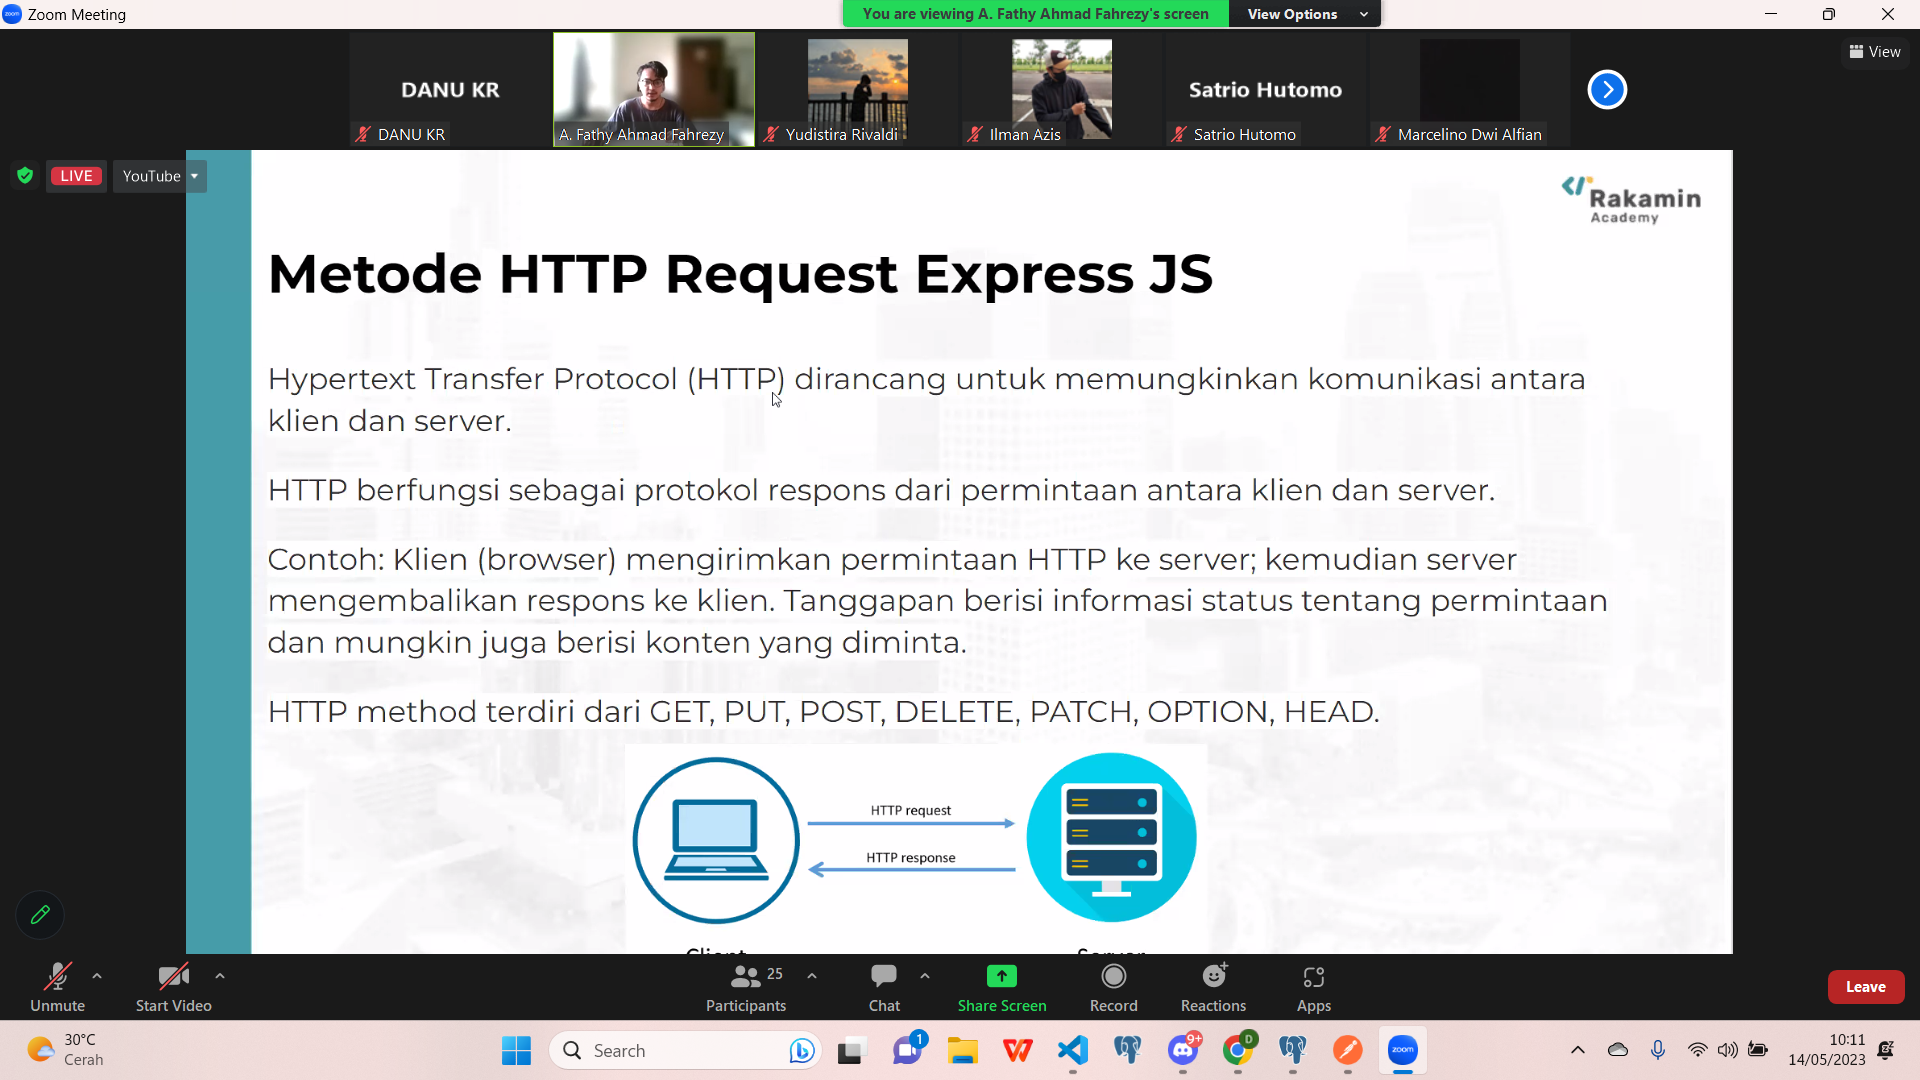 Zoom Meeting
You are viewing A. Fathy Ahmad Fahrezy's screen
View Options
View
DANU KR
Satrio Hutomo
DANU KR
A. Fathy Ahmad Fahrezy
Yudistira Rivaldi
Ilman Azis
Satrio Hutomo
Marcelino Dwi Alfian
LIVE
YouTube
Rakamin
Academy
Metode HTTP Request Express JS
Hypertext Transfer Protocol (HTTP) dirancang untuk memungkinkan komunikasi antara
klien dan server.
HTTP berfungsi sebagai protokol respons dari permintaan antara klien dan server.
Contoh: Klien (browser) mengirimkan permintaan HTTP ke server; kemudian server
mengembalikan respons ke klien. Tanggapan berisi informasi status tentang permintaan
dan mungkin juga berisi konten yang diminta.
HTTP method terdiri dari GET, PUT, POST, DELETE, PATCH, OPTION, HEAD.
HTTP request
HTTP response
Client
Server
Unmute
Start Video
25
Participants
Chat
Share Screen
Record
Reactions
Apps
Leave
30°C
Cerah
Search
1
9+
D
zoom
10:11
14/05/2023